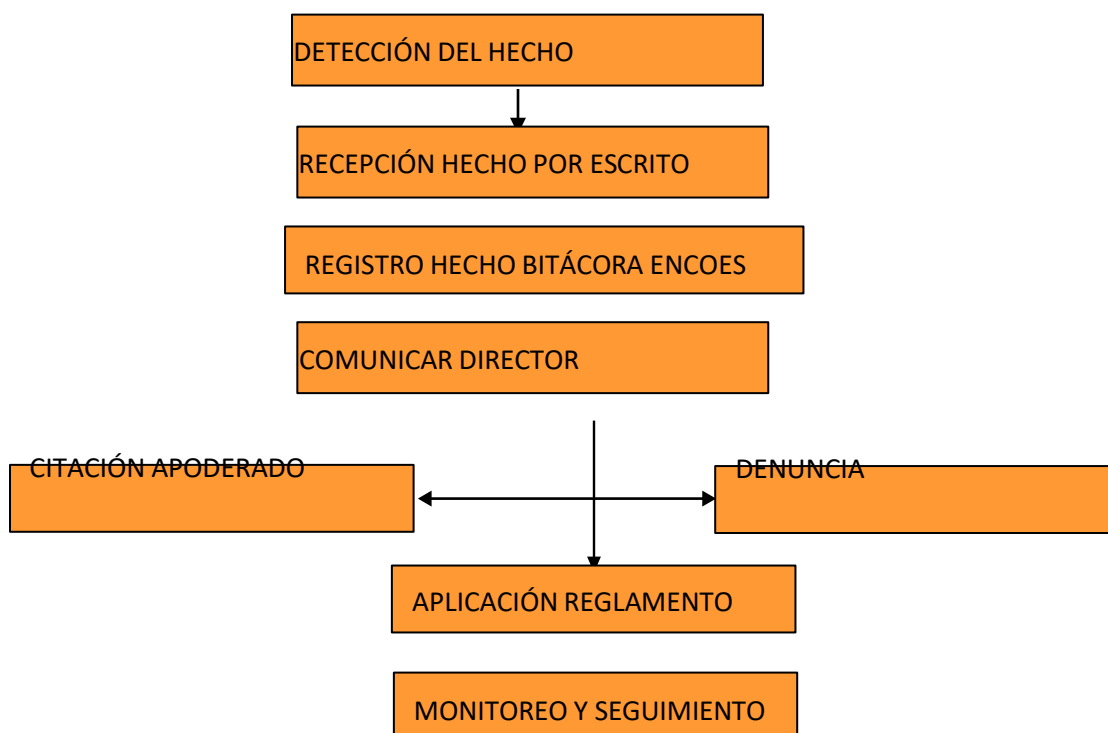 DETECCIÓN DEL HECHO
RECEPCIÓN HECHO POR ESCRITO
REGISTRO HECHO BITÁCORA ENCOES
COMUNICAR DIRECTOR
CITACIÓN APODERADO
DENUNCIA
APLICACIÓN REGLAMENTO
MONITOREO Y SEGUIMIENTO